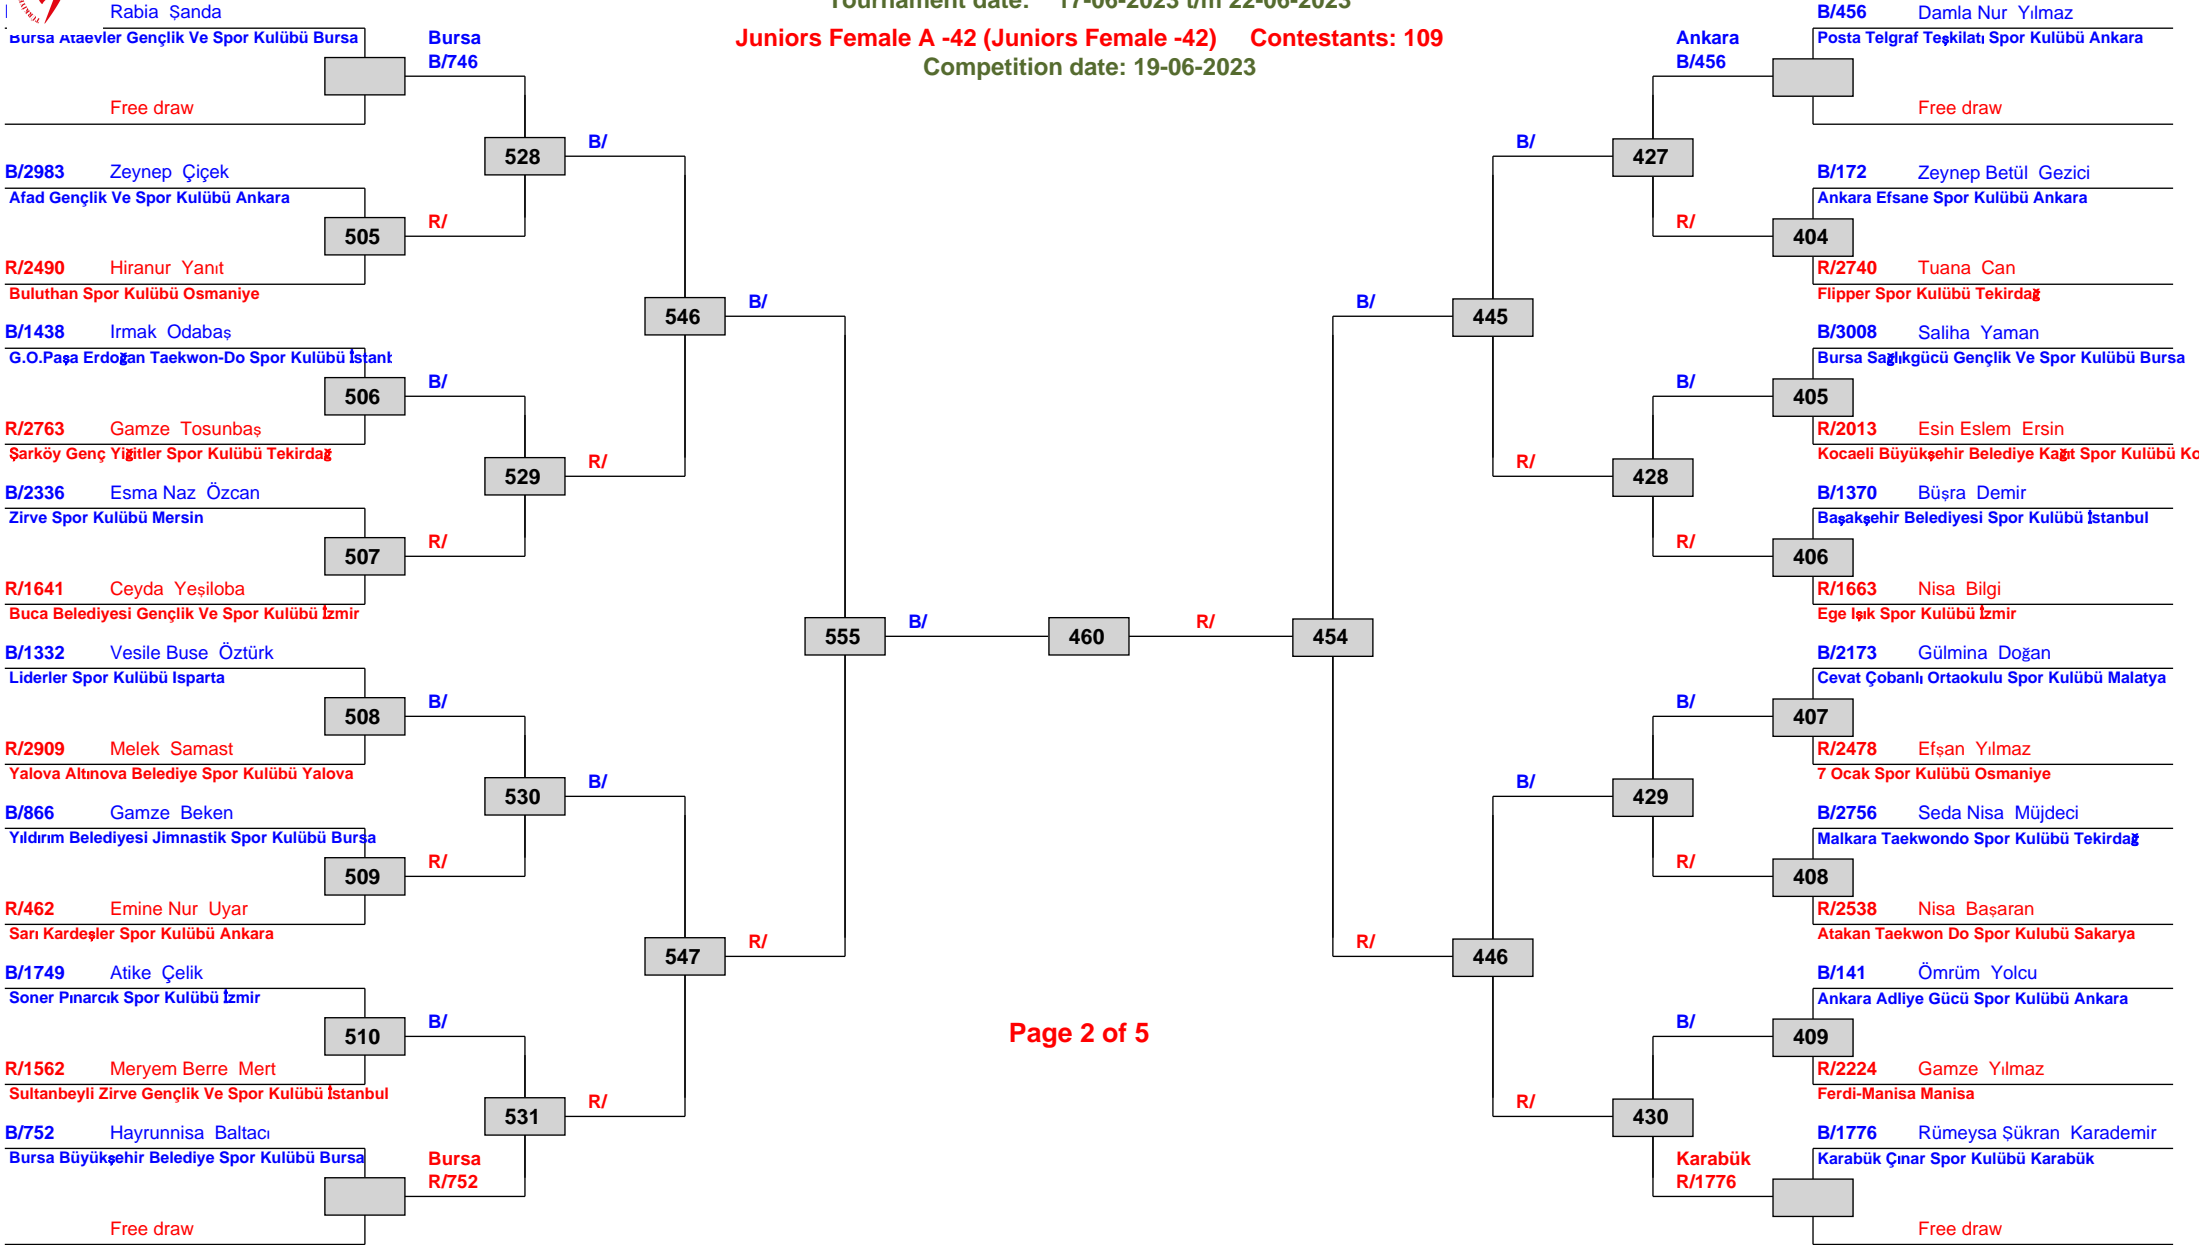 Tournament date: 17-06-2023 t/m 22-06-2023
Juniors Female A -42 (Juniors Female -42) Contestants: 109
Competition date: 19-06-2023
Rabia Şanda
Bursa Ataevler Gençlik Ve Spor Kulübü Bursa
Free draw
Bursa
B/746
528
B/
B/2983 Zeynep Çiçek
Afad Gençlik Ve Spor Kulübü Ankara
505
R/
R/2490 Hiranur Yanıt
Buluthan Spor Kulübü Osmaniye
546
B/
B/1438 Irmak Odabaş
G.O.Paşa Erdoğan Taekwon-Do Spor Kulübü İstanb
506
B/
R/2763 Gamze Tosunbaş
Şarköy Genç Yiğitler Spor Kulübü Tekirdağ
529
R/
B/2336 Esma Naz Özcan
Zirve Spor Kulübü Mersin
507
R/
R/1641 Ceyda Yeşiloba
Buca Belediyesi Gençlik Ve Spor Kulübü İzmir
555
B/
460
R/
454
B/1332 Vesile Buse Öztürk
Liderler Spor Kulübü Isparta
508
B/
R/2909 Melek Samast
Yalova Altınova Belediye Spor Kulübü Yalova
530
B/
B/866 Gamze Beken
Yıldırım Belediyesi Jimnastik Spor Kulübü Bursa
509
R/
R/462 Emine Nur Uyar
Sarı Kardeşler Spor Kulübü Ankara
547
R/
B/1749 Atike Çelik
Soner Pınarcık Spor Kulübü İzmir
510
B/
R/1562 Meryem Berre Mert
Sultanbeyli Zirve Gençlik Ve Spor Kulübü İstanbul
531
R/
B/752 Hayrunnisa Baltacı
Bursa Büyükşehir Belediye Spor Kulübü Bursa
Bursa
R/752
Free draw
Page 2 of 5
B/456 Damla Nur Yılmaz
Posta Telgraf Teşkilatı Spor Kulübü Ankara
Ankara
B/456
Free draw
B/
427
B/172 Zeynep Betül Gezici
Ankara Efsane Spor Kulübü Ankara
R/
404
R/2740 Tuana Can
Flipper Spor Kulübü Tekirdağ
B/
445
B/3008 Saliha Yaman
Bursa Sağlıkgücü Gençlik Ve Spor Kulübü Bursa
B/
405
R/2013 Esin Eslem Ersin
Kocaeli Büyükşehir Belediye Kağıt Spor Kulübü Ko
R/
428
B/1370 Büşra Demir
Başakşehir Belediyesi Spor Kulübü İstanbul
R/
406
R/1663 Nisa Bilgi
Ege Işık Spor Kulübü İzmir
B/2173 Gülmina Doğan
Cevat Çobanlı Ortaokulu Spor Kulübü Malatya
B/
407
R/2478 Efşan Yılmaz
7 Ocak Spor Kulübü Osmaniye
B/
429
B/2756 Seda Nisa Müjdeci
Malkara Taekwondo Spor Kulübü Tekirdağ
R/
408
R/2538 Nisa Başaran
Atakan Taekwon Do Spor Kulubü Sakarya
R/
446
B/141 Ömrüm Yolcu
Ankara Adliye Gücü Spor Kulübü Ankara
B/
409
R/2224 Gamze Yılmaz
Ferdi-Manisa Manisa
R/
430
B/1776 Rümeysa Şükran Karademir
Karabük Çınar Spor Kulübü Karabük
Karabük
R/1776
Free draw